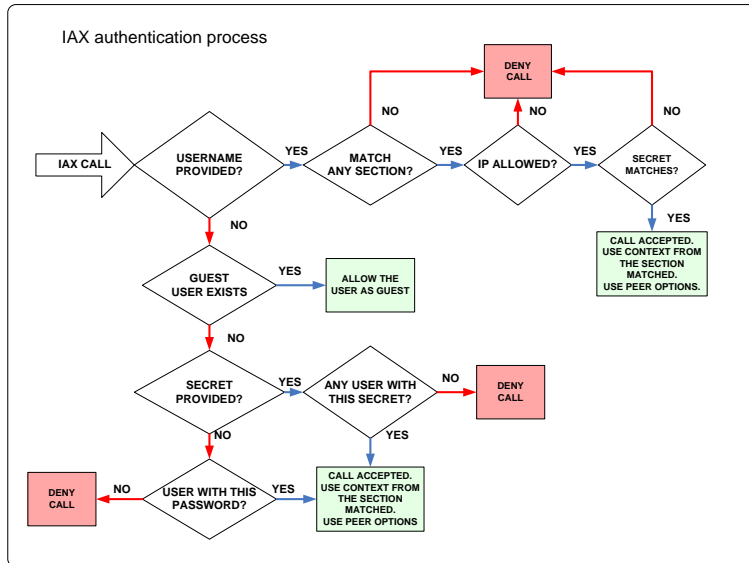 IAX authentication process
DENY
CALL
NO
NO
NO
IAX CALL
USERNAME
PROVIDED?
YES
MATCH
ANY SECTION?
YES
IP ALLOWED?
YES
SECRET
MATCHES?
NO
YES
CALL ACCEPTED.
USE CONTEXT FROM
THE SECTION
MATCHED.
USE PEER OPTIONS.
GUEST
USER EXISTS
YES
ALLOW THE
USER AS GUEST
NO
SECRET
PROVIDED?
YES
ANY USER WITH
THIS SECRET?
NO
DENY
CALL
NO
YES
DENY
CALL
NO
USER WITH THIS
PASSWORD?
YES
CALL ACCEPTED.
USE CONTEXT FROM
THE SECTION
MATCHED.
USE PEER OPTIONS